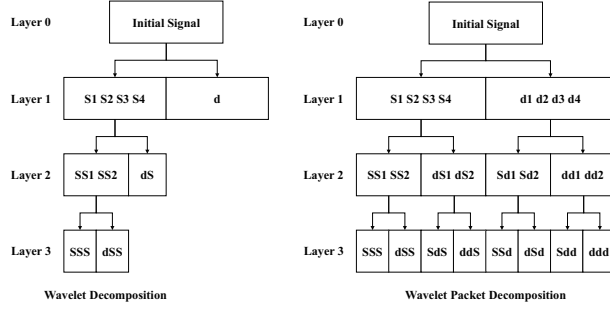 Layer 0
Initial Signal
Layer 1
S1 S2 S3 S4
d
Layer 2
SS1 SS2
dS
Layer 3
SSS
dSS
Wavelet Decomposition
Layer 0
Initial Signal
Layer 1
S1 S2 S3 S4
d1 d2 d3 d4
Layer 2
SS1 SS2
dS1 dS2
Sd1 Sd2
dd1 dd2
Layer 3
SSS
dSS
SdS
ddS
SSd
dSd
Sdd
ddd
Wavelet Packet Decomposition